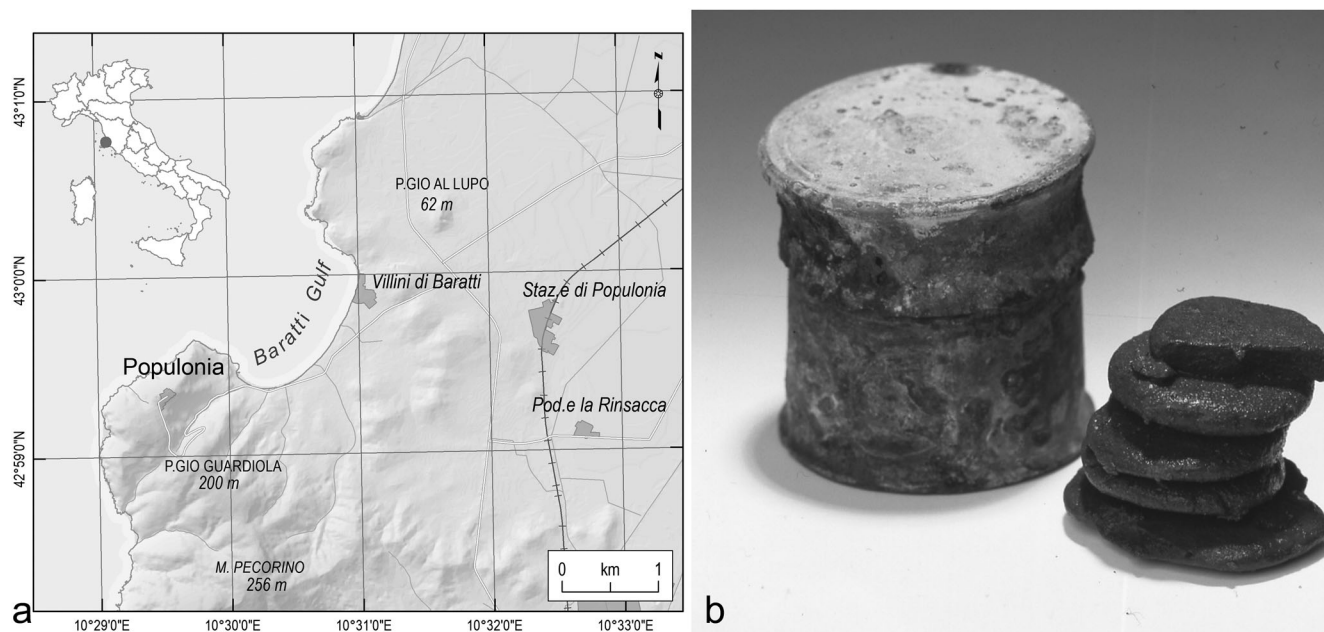 43°1'0"N
43°0'0"N
42°59'0"N
N
P.GIO AL LUPO
62 m
Villini di Baratti
Staz.e di Populonia
Baratti Gulf
Populonia
Pod.e la Rinsacca
P.GIO GUARDIOLA
200 m
M. PECORINO
256 m
0 km 1
10°29'0"E 10°30'0"E 10°31'0"E 10°32'0"E 10°33'0"E
a
b